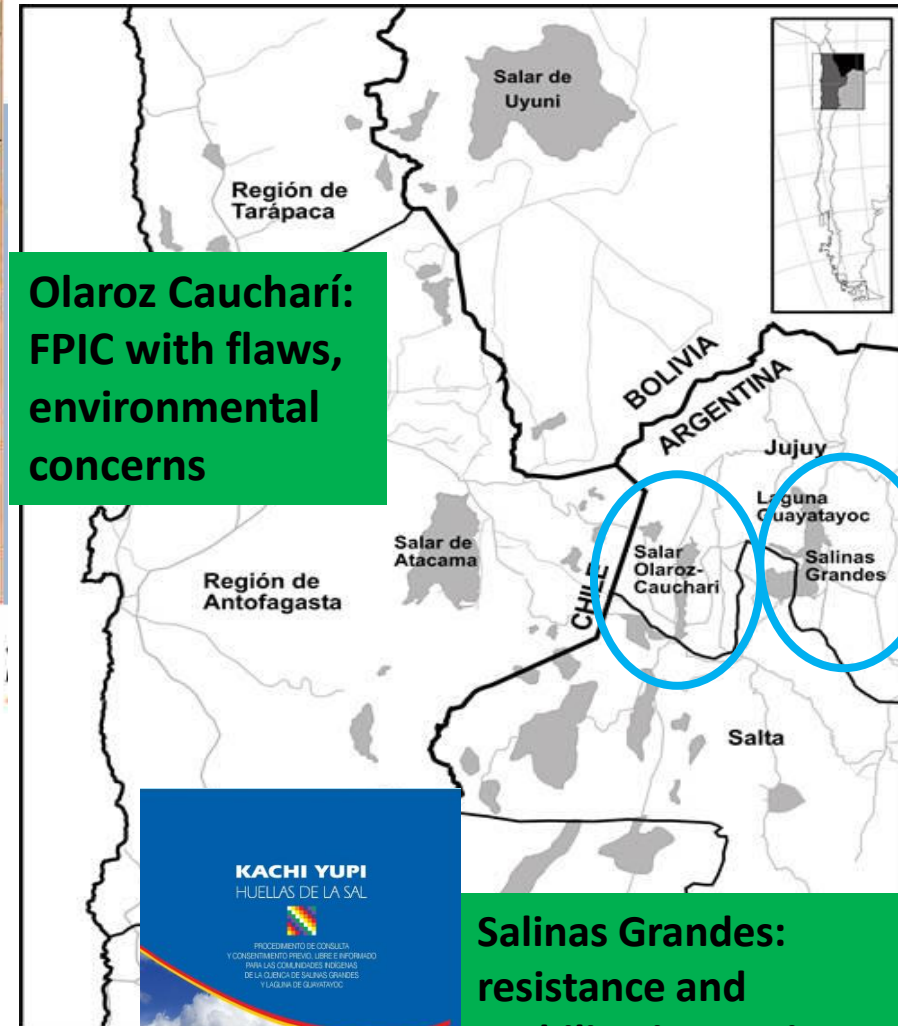 Salar de
Uyuni
Región de
Tarápaca
Olaroz Caucharí:
FPIC with flaws,
environmental
concerns
BOLIVIA
ARGENTINA
Jujuy
Laguna
Guayatayoc
Salar de
Atacama
Salar
Olaroz-
Cauchari
Salinas
Grandes
Región de
Antofagasta
CHILE
Salta
KACHI YUPI
HUELLAS DE LA SAL
PROCEDIMIENTO DE CONSULTA
Y CONSENTIMIENTO PREVIO, LIBRE E INFORMADO
PARA LAS COMUNIDADES INDÍGENAS
DE LA CUENCA DE SALINAS GRANDES
Y LAGUNA DE GUAYATAYOC
Salinas Grandes:
resistance and